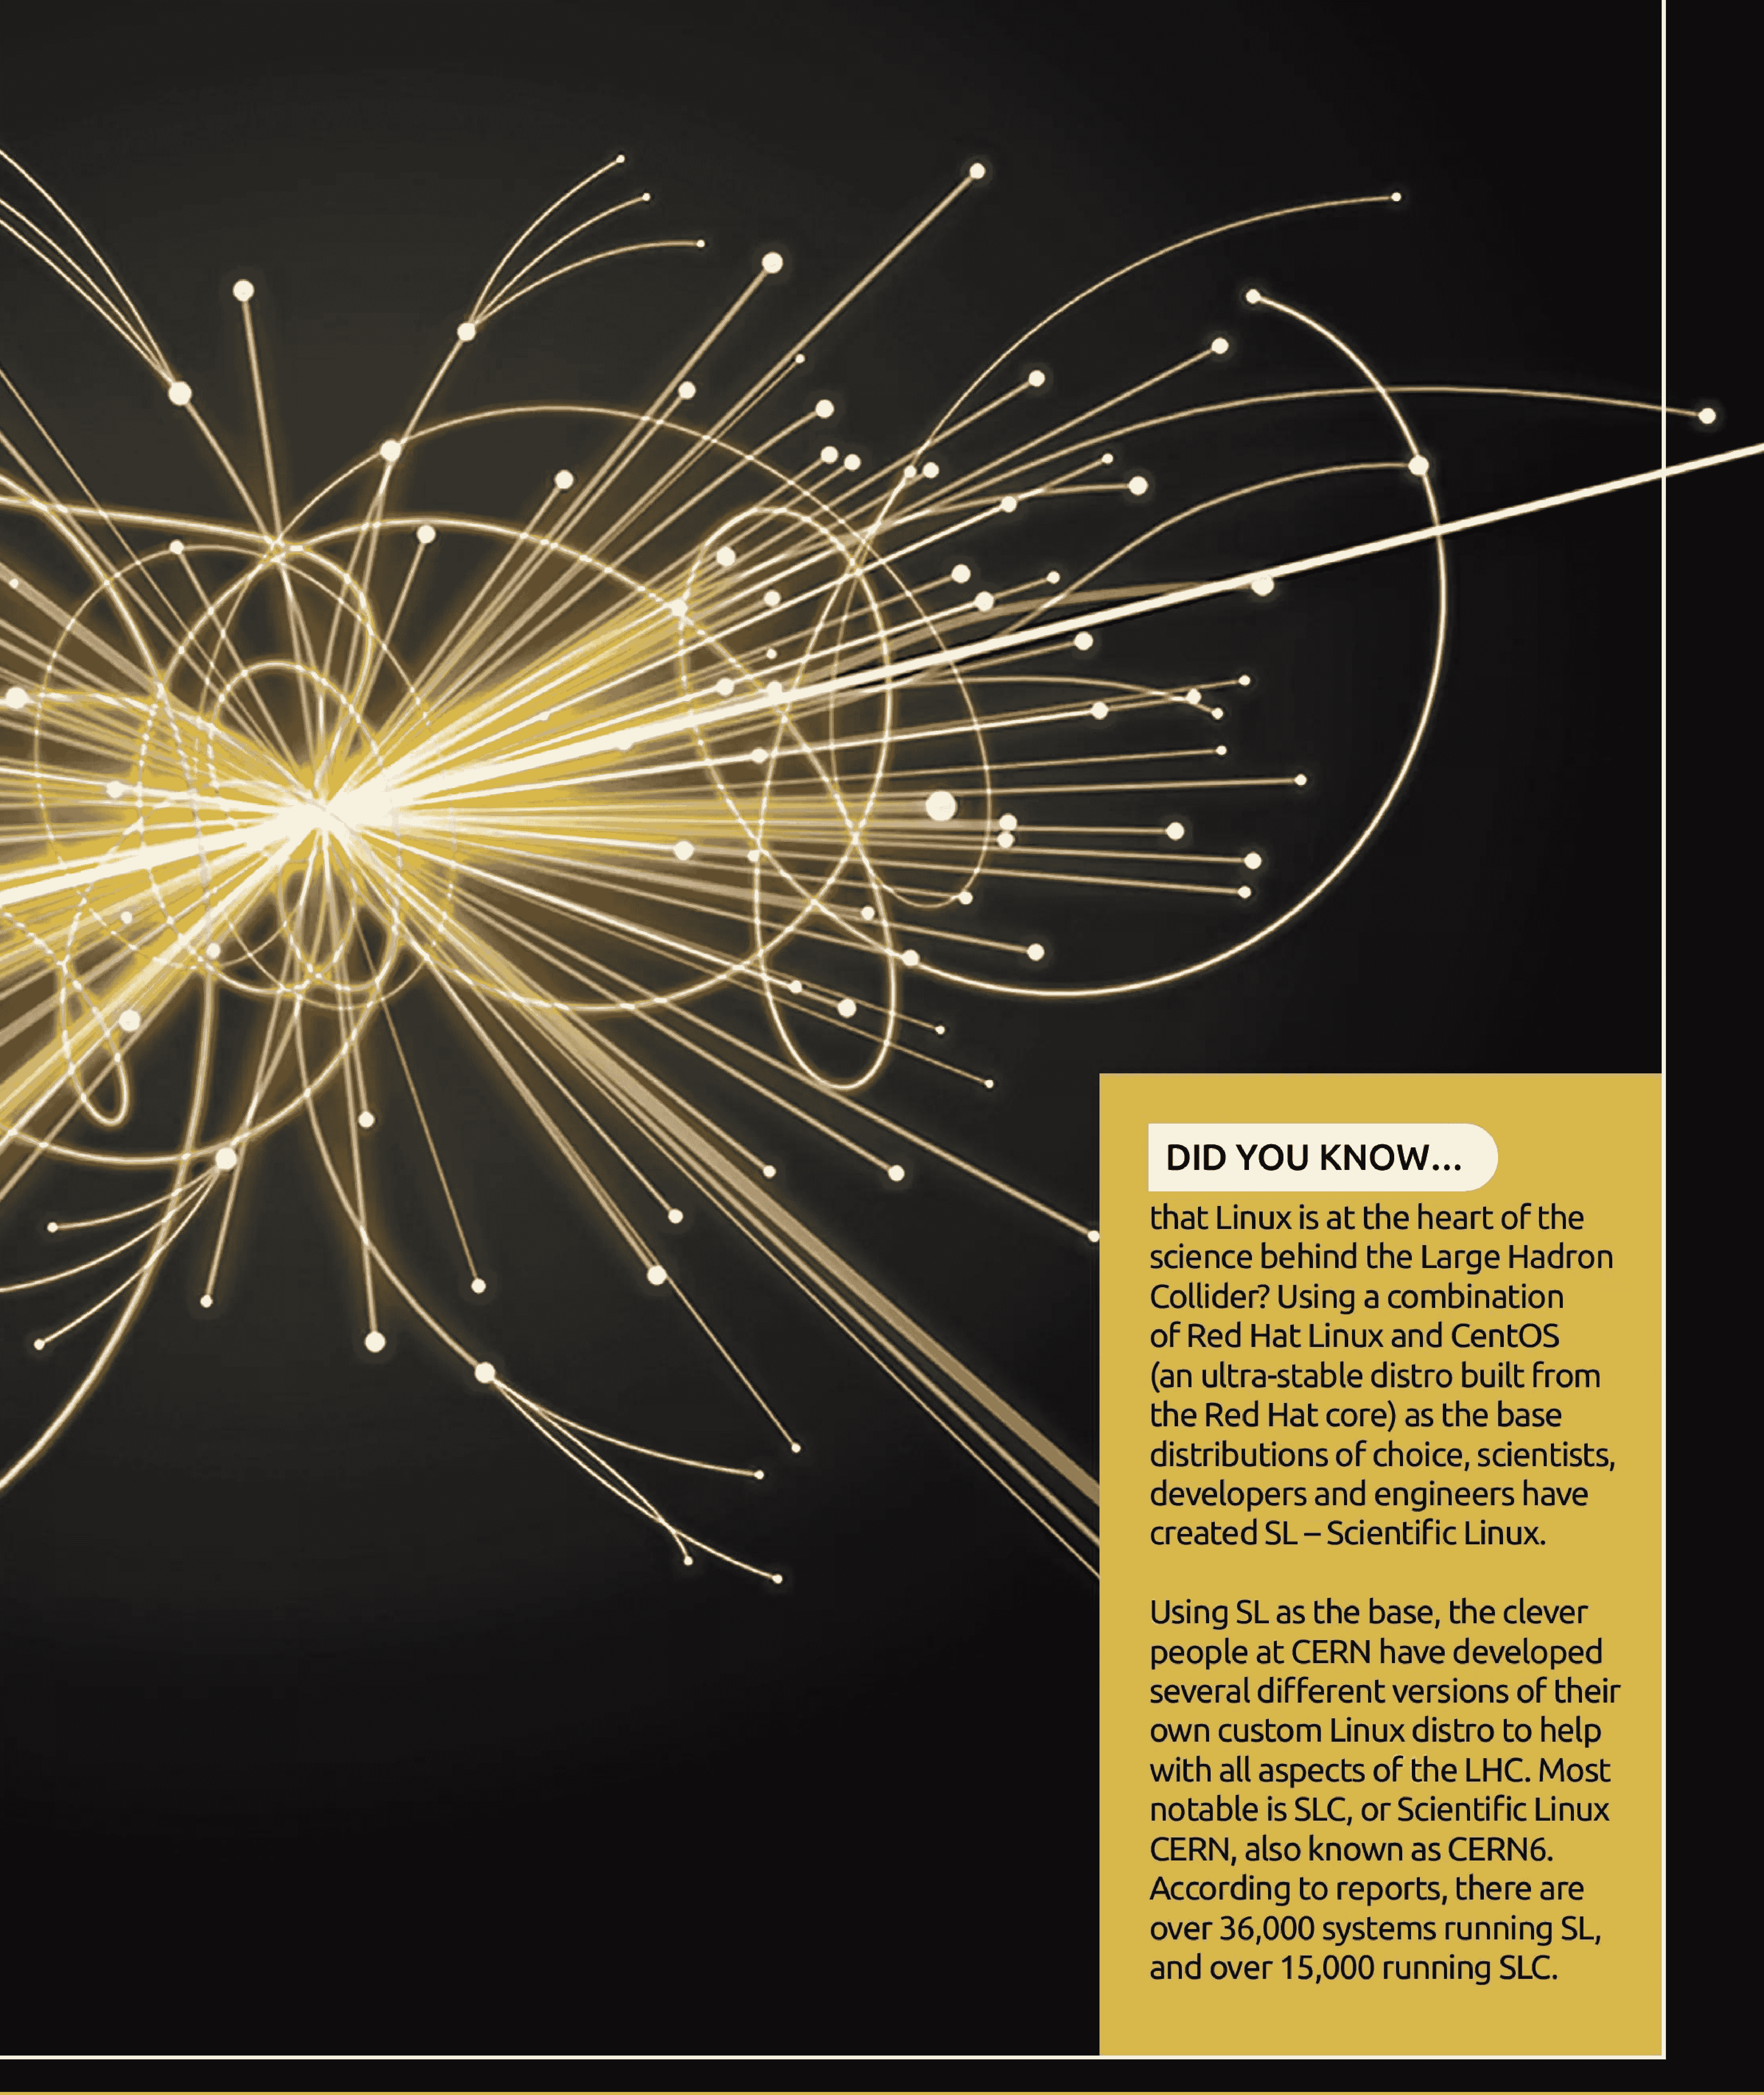 DID YOU KNOW...
that Linux is at the heart of the
science behind the Large Hadron
Collider? Using a combination
of Red Hat Linux and CentOS
(an ultra-stable distro built from
the Red Hat core) as the base
distributions of choice, scientists,
developers and engineers have
created SL – Scientific Linux.
Using SL as the base, the clever
people at CERN have developed
several different versions of their
own custom Linux distro to help
with all aspects of the LHC. Most
notable is SLC, or Scientific Linux
CERN, also known as CERN6.
According to reports, there are
over 36,000 systems running SL,
and over 15,000 running SLC.